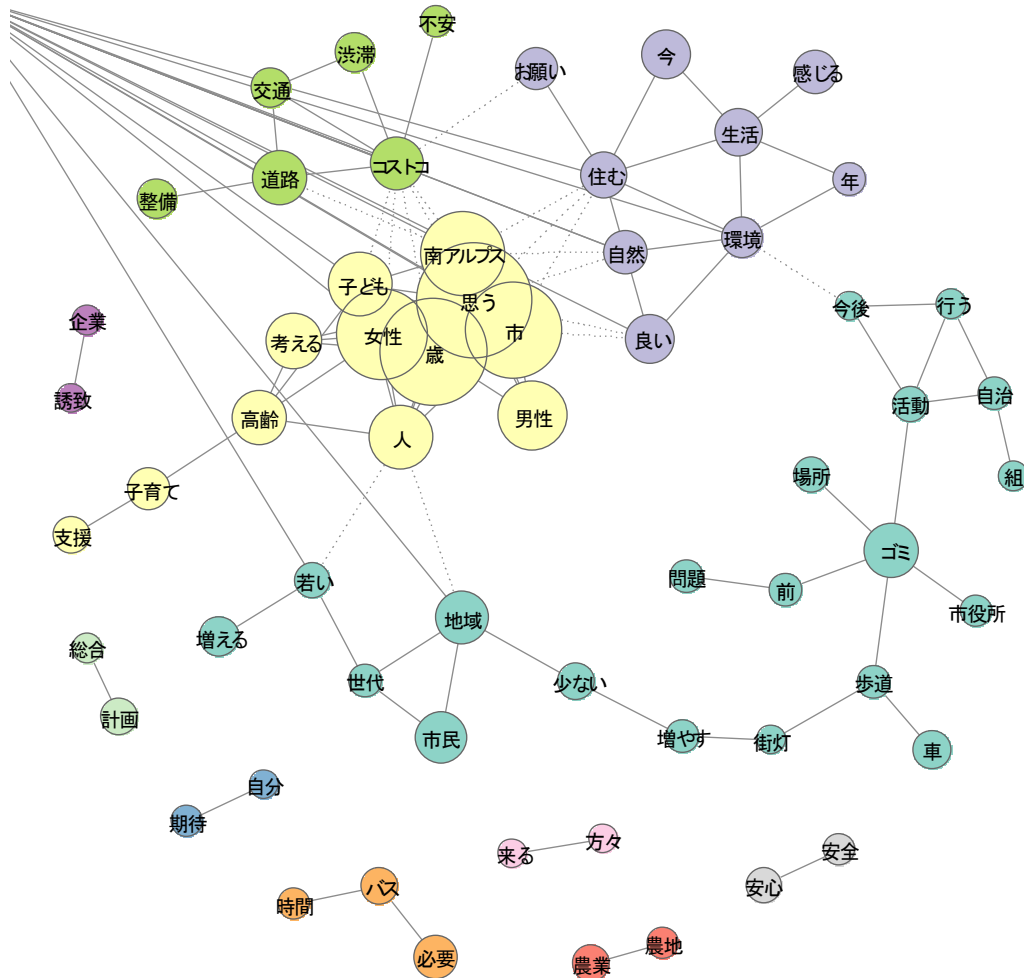 不安
渋滞
今
お願い
感じる
交通
生活
コストコ
住む
道路
年
整備
環境
自然
南アルプス
子ども
思う
今後
行う
企業
市
女性
良い
考える
歳
自治
誘致
活動
男性
高齢
人
場所
組
子育て
支援
ゴミ
問題
若い
前
市役所
地域
増える
総合
世代
少ない
歩道
計画
市民
増やす
街灯
車
自分
期待
方々
来る
安全
安心
バス
時間
農地
必要
農業